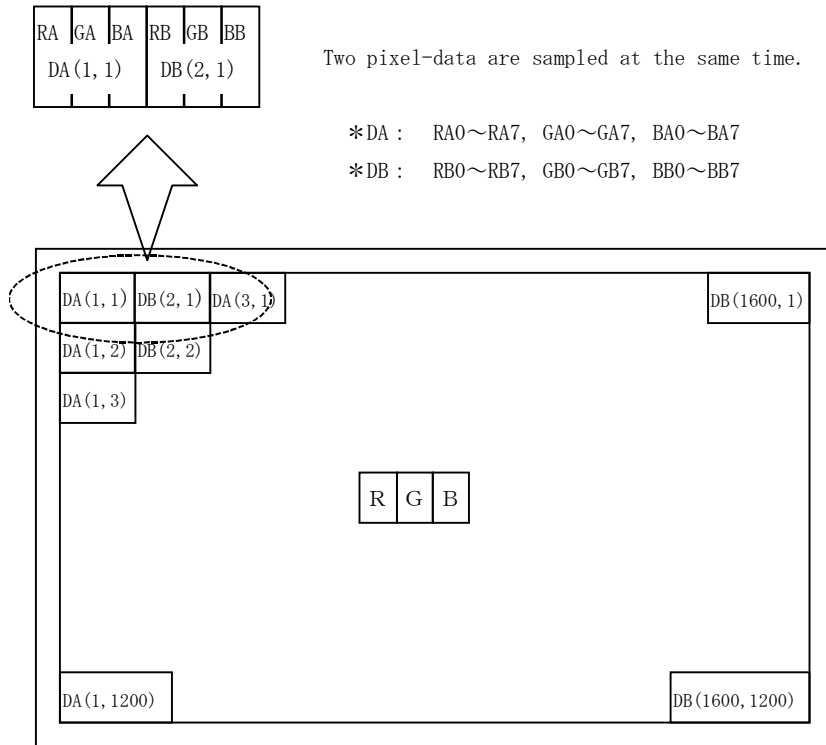 RA GA BA RB GB BB
DA(1,1) DB(2,1)
Two pixel-data are sampled at the same time.
*DA: RA0~RA7, GA0~GA7, BA0~BA7
*DB: RB0~RB7, GB0~GB7, BB0~BB7
DA(1,1) DB(2,1) DA(3,1) DB(1600,1)
DA(1,2) DB(2,2)
DA(1,3)
R G B
DA(1,1200) DB(1600,1200)